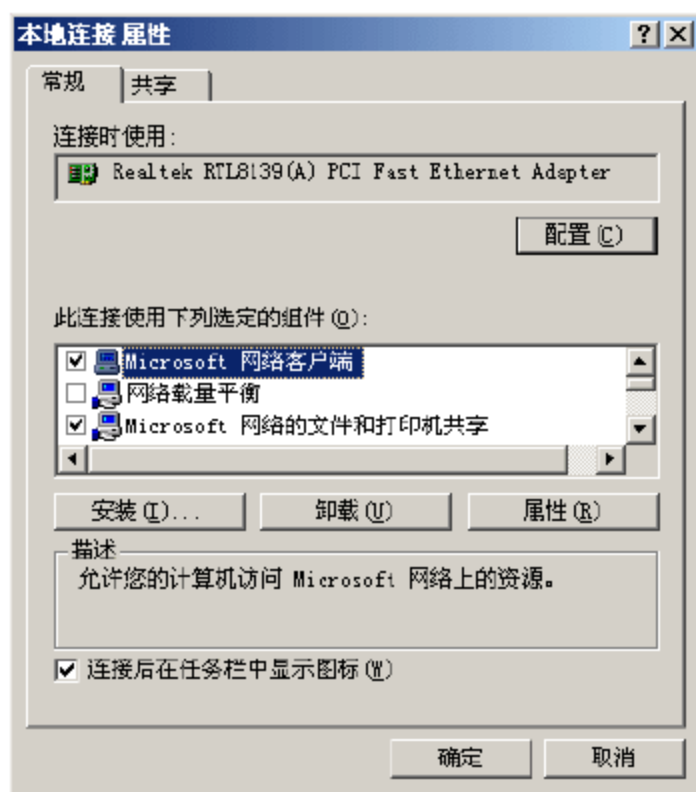 本地连接 属性
常规
共享
连接时使用:
Realtek RTL8139(A) PCI Fast Ethernet Adapter
配置(C)
此连接使用下列选定的组件(O):
Microsoft 网络客户端
网络载量平衡
Microsoft 网络的文件和打印机共享
安装(I)...
卸载(U)
属性(R)
描述
允许您的计算机访问 Microsoft 网络上的资源。
连接后在任务栏中显示图标(W)
确定
取消